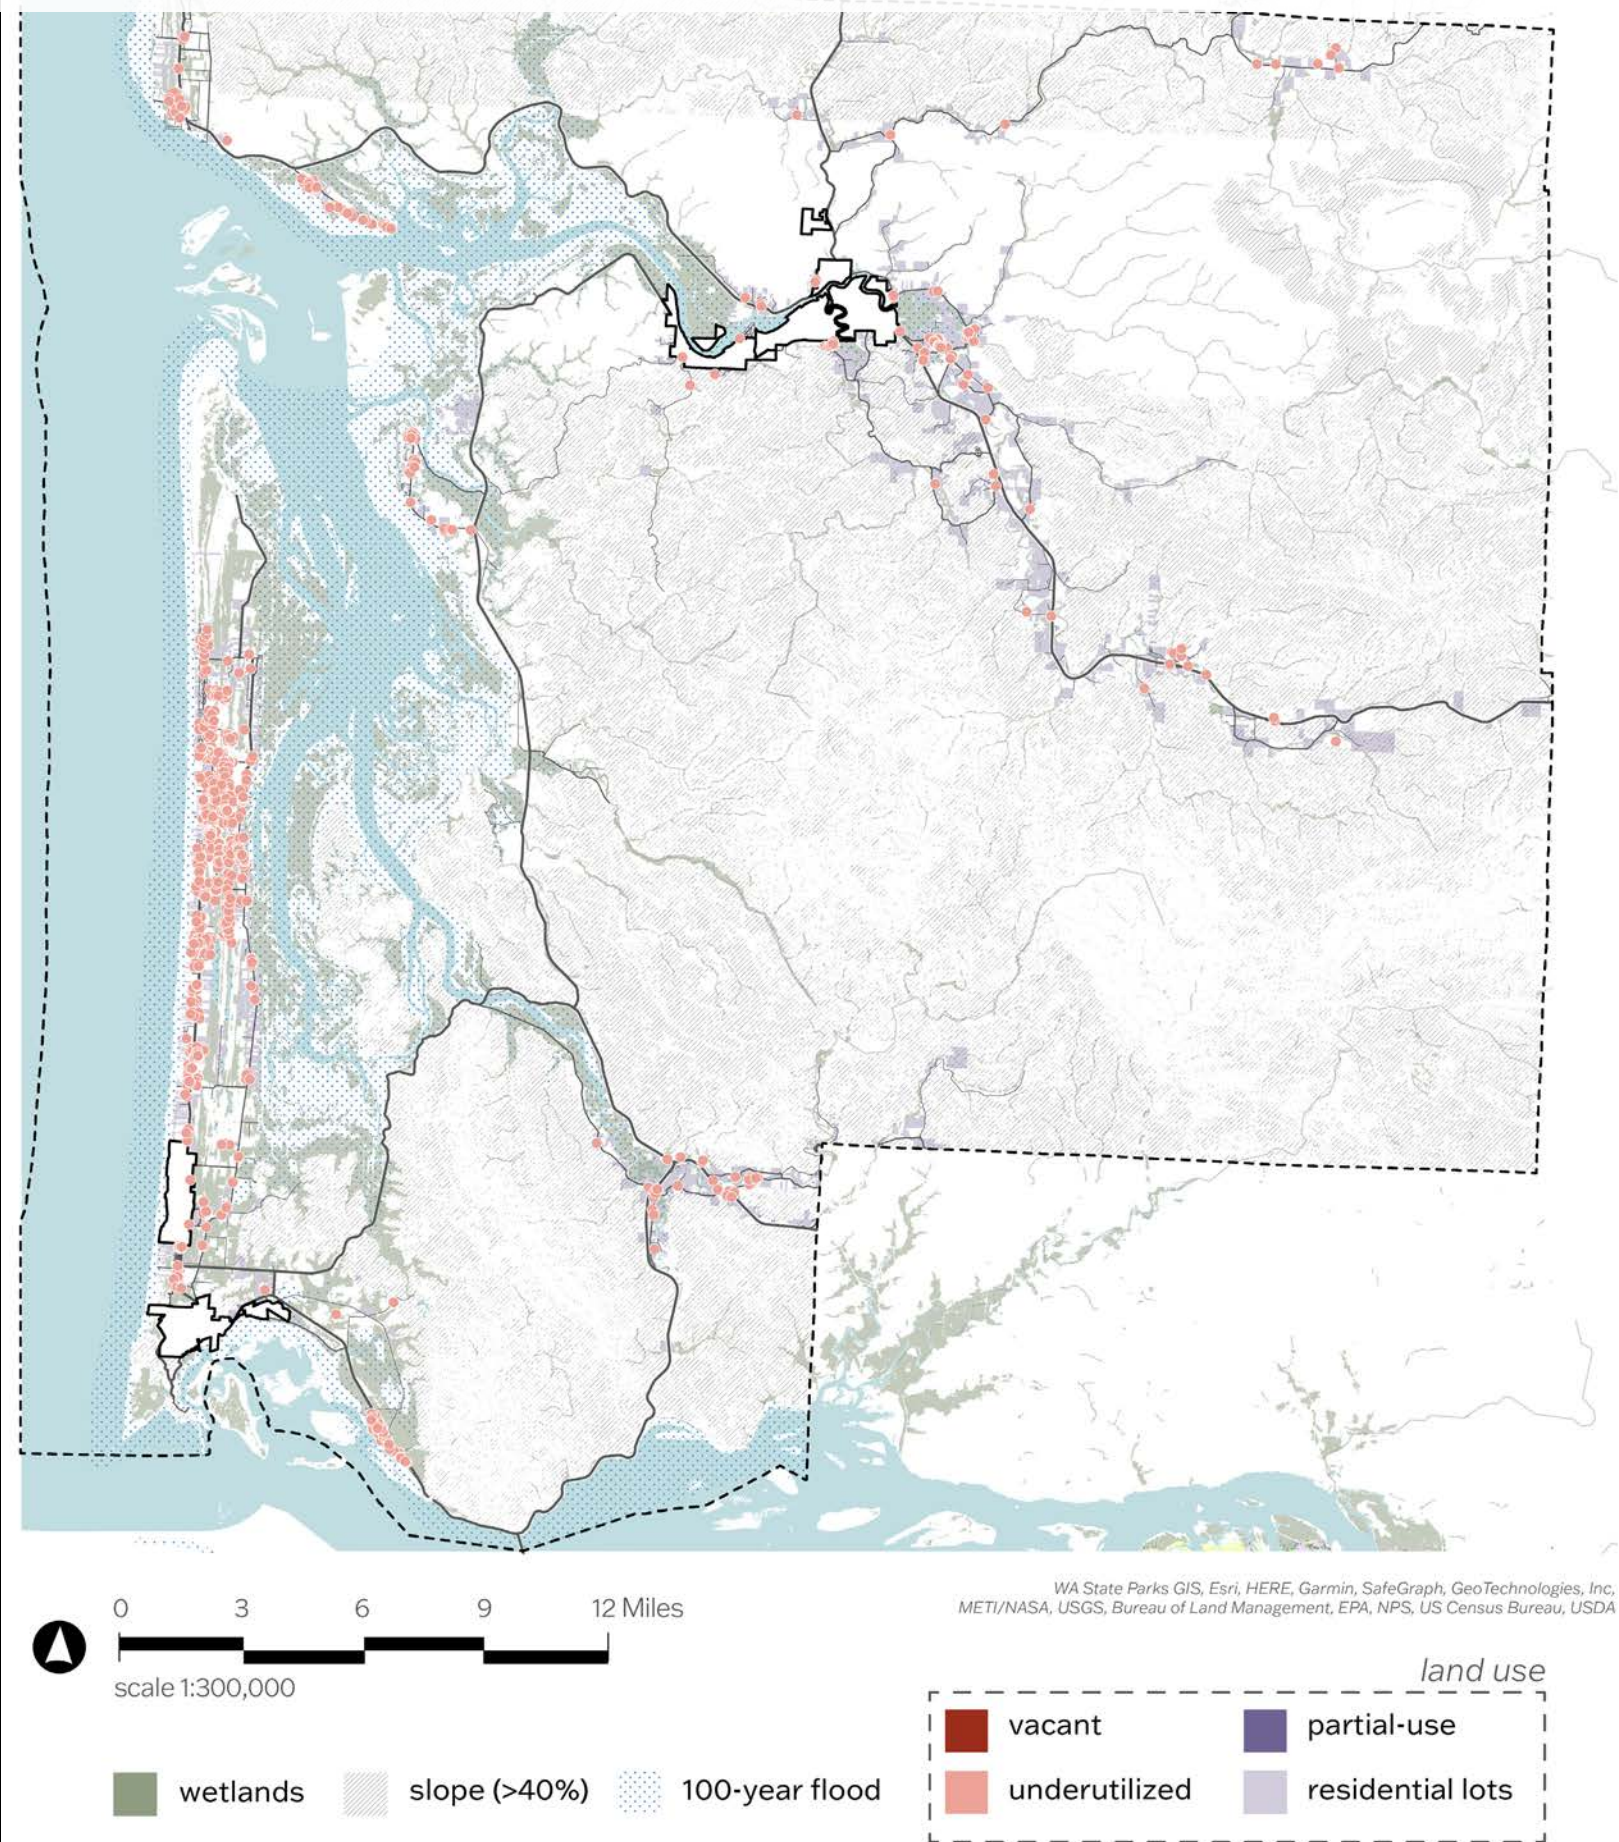 WA State Parks GIS, Esri, HERE, Garmin, SafeGraph, GeoTechnologies, Inc,
METI/NASA, USGS, Bureau of Land Management, EPA, NPS, US Census Bureau, USDA
0 3 6 9 12 Miles
scale 1:300,000
land use
vacant
partial-use
wetlands
slope (>40%)
100-year flood
underutilized
residential lots